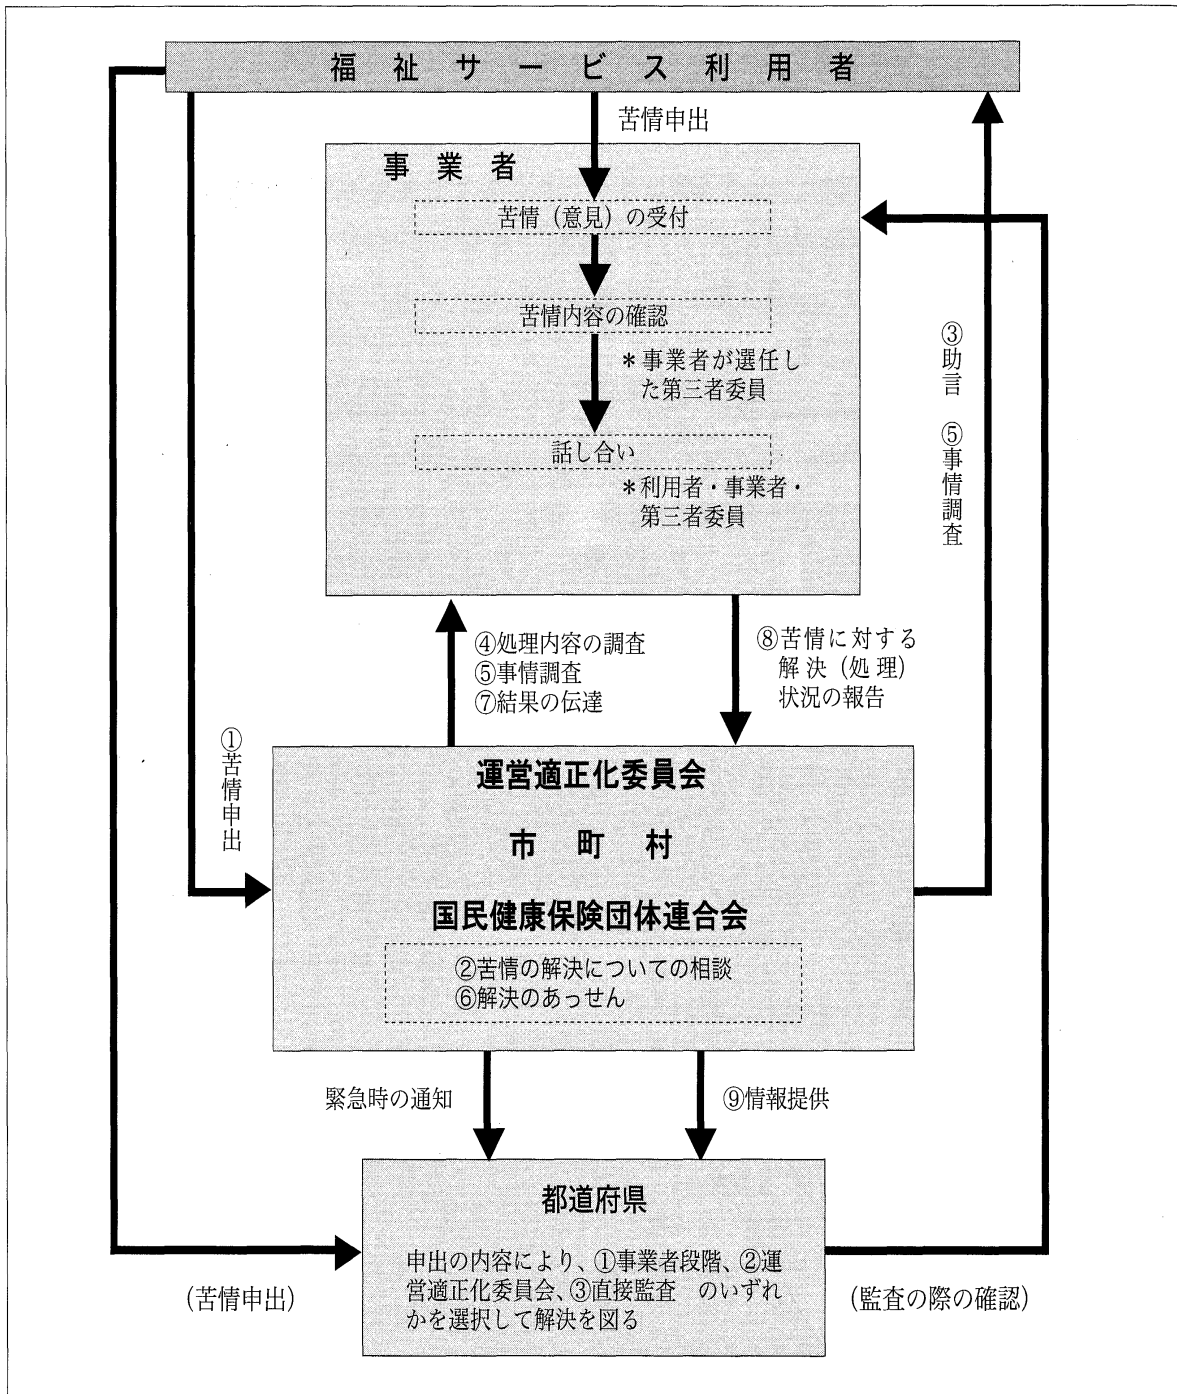 福祉サービス利用者
苦情申出
事業者
苦情（意見）の受付
苦情内容の確認
＊事業者が選任し
た第三者委員
話し合い
＊利用者・事業者・
第三者委員
③助言　⑤事情調査
④処理内容の調査
⑤事情調査
⑦結果の伝達
⑧苦情に対する
解決（処理）
状況の報告
①苦情申出
運営適正化委員会
市町村
国民健康保険団体連合会
②苦情の解決についての相談
⑥解決のあっせん
緊急時の通知
⑨情報提供
都道府県
申出の内容により、①事業者段階、②運
営適正化委員会、③直接監査　のいずれ
かを選択して解決を図る
（苦情申出）
（監査の際の確認）